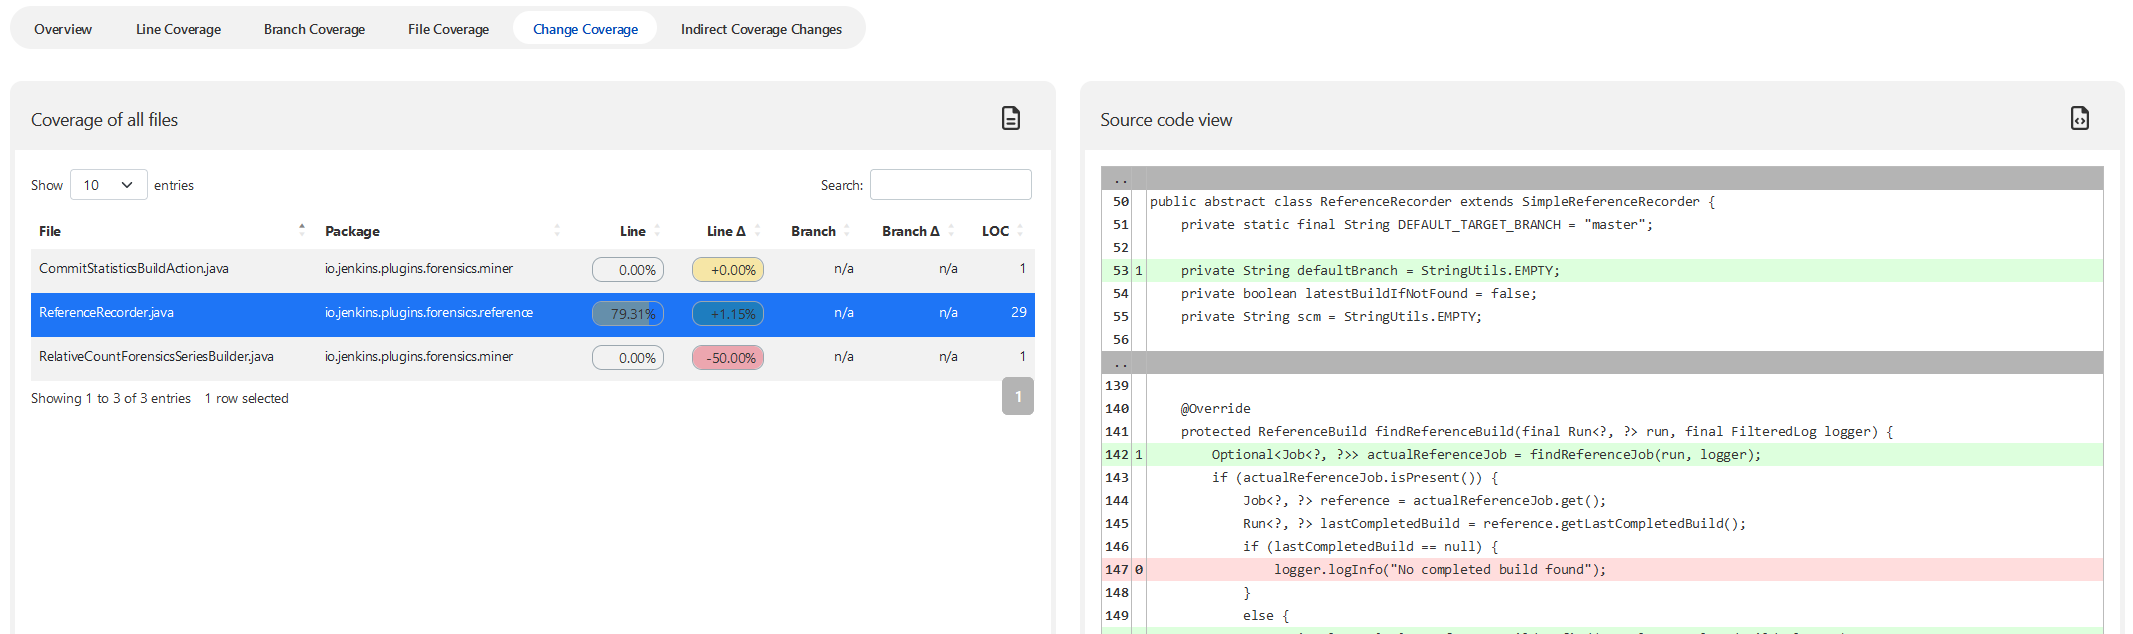 Overview Line Coverage Branch Coverage File Coverage Change Coverage Indirect Coverage Changes
Coverage of all files
Show 10 entries Search:
File Package Line Line Δ Branch Branch Δ LOC
CommitStatisticsBuildAction.java io.jenkins.plugins.forensics.miner 0.00% +0.00% n/a n/a 1
ReferenceRecorder.java io.jenkins.plugins.forensics.reference 79.31% +1.15% n/a n/a 29
RelativeCountForensicsSeriesBuilder.java io.jenkins.plugins.forensics.miner 0.00% -50.00% n/a n/a 1
Showing 1 to 3 of 3 entries 1 row selected 1
Source code view
..
50 public abstract class ReferenceRecorder extends SimpleReferenceRecorder {
51 private static final String DEFAULT_TARGET_BRANCH = "master";
52
53 1 private String defaultBranch = StringUtils.EMPTY;
54 private boolean latestBuildIfNotFound = false;
55 private String scm = StringUtils.EMPTY;
56
..
139
140 @Override
141 protected ReferenceBuild findReferenceBuild(final Run<?, ?> run, final FilteredLog logger) {
142 1 Optional<Job<?, ?>> actualReferenceJob = findReferenceJob(run, logger);
143 if (actualReferenceJob.isPresent()) {
144 Job<?, ?> reference = actualReferenceJob.get();
145 Run<?, ?> lastCompletedBuild = reference.getLastCompletedBuild();
146 if (lastCompletedBuild == null) {
147 0 logger.logInfo("No completed build found");
148 }
149 else {